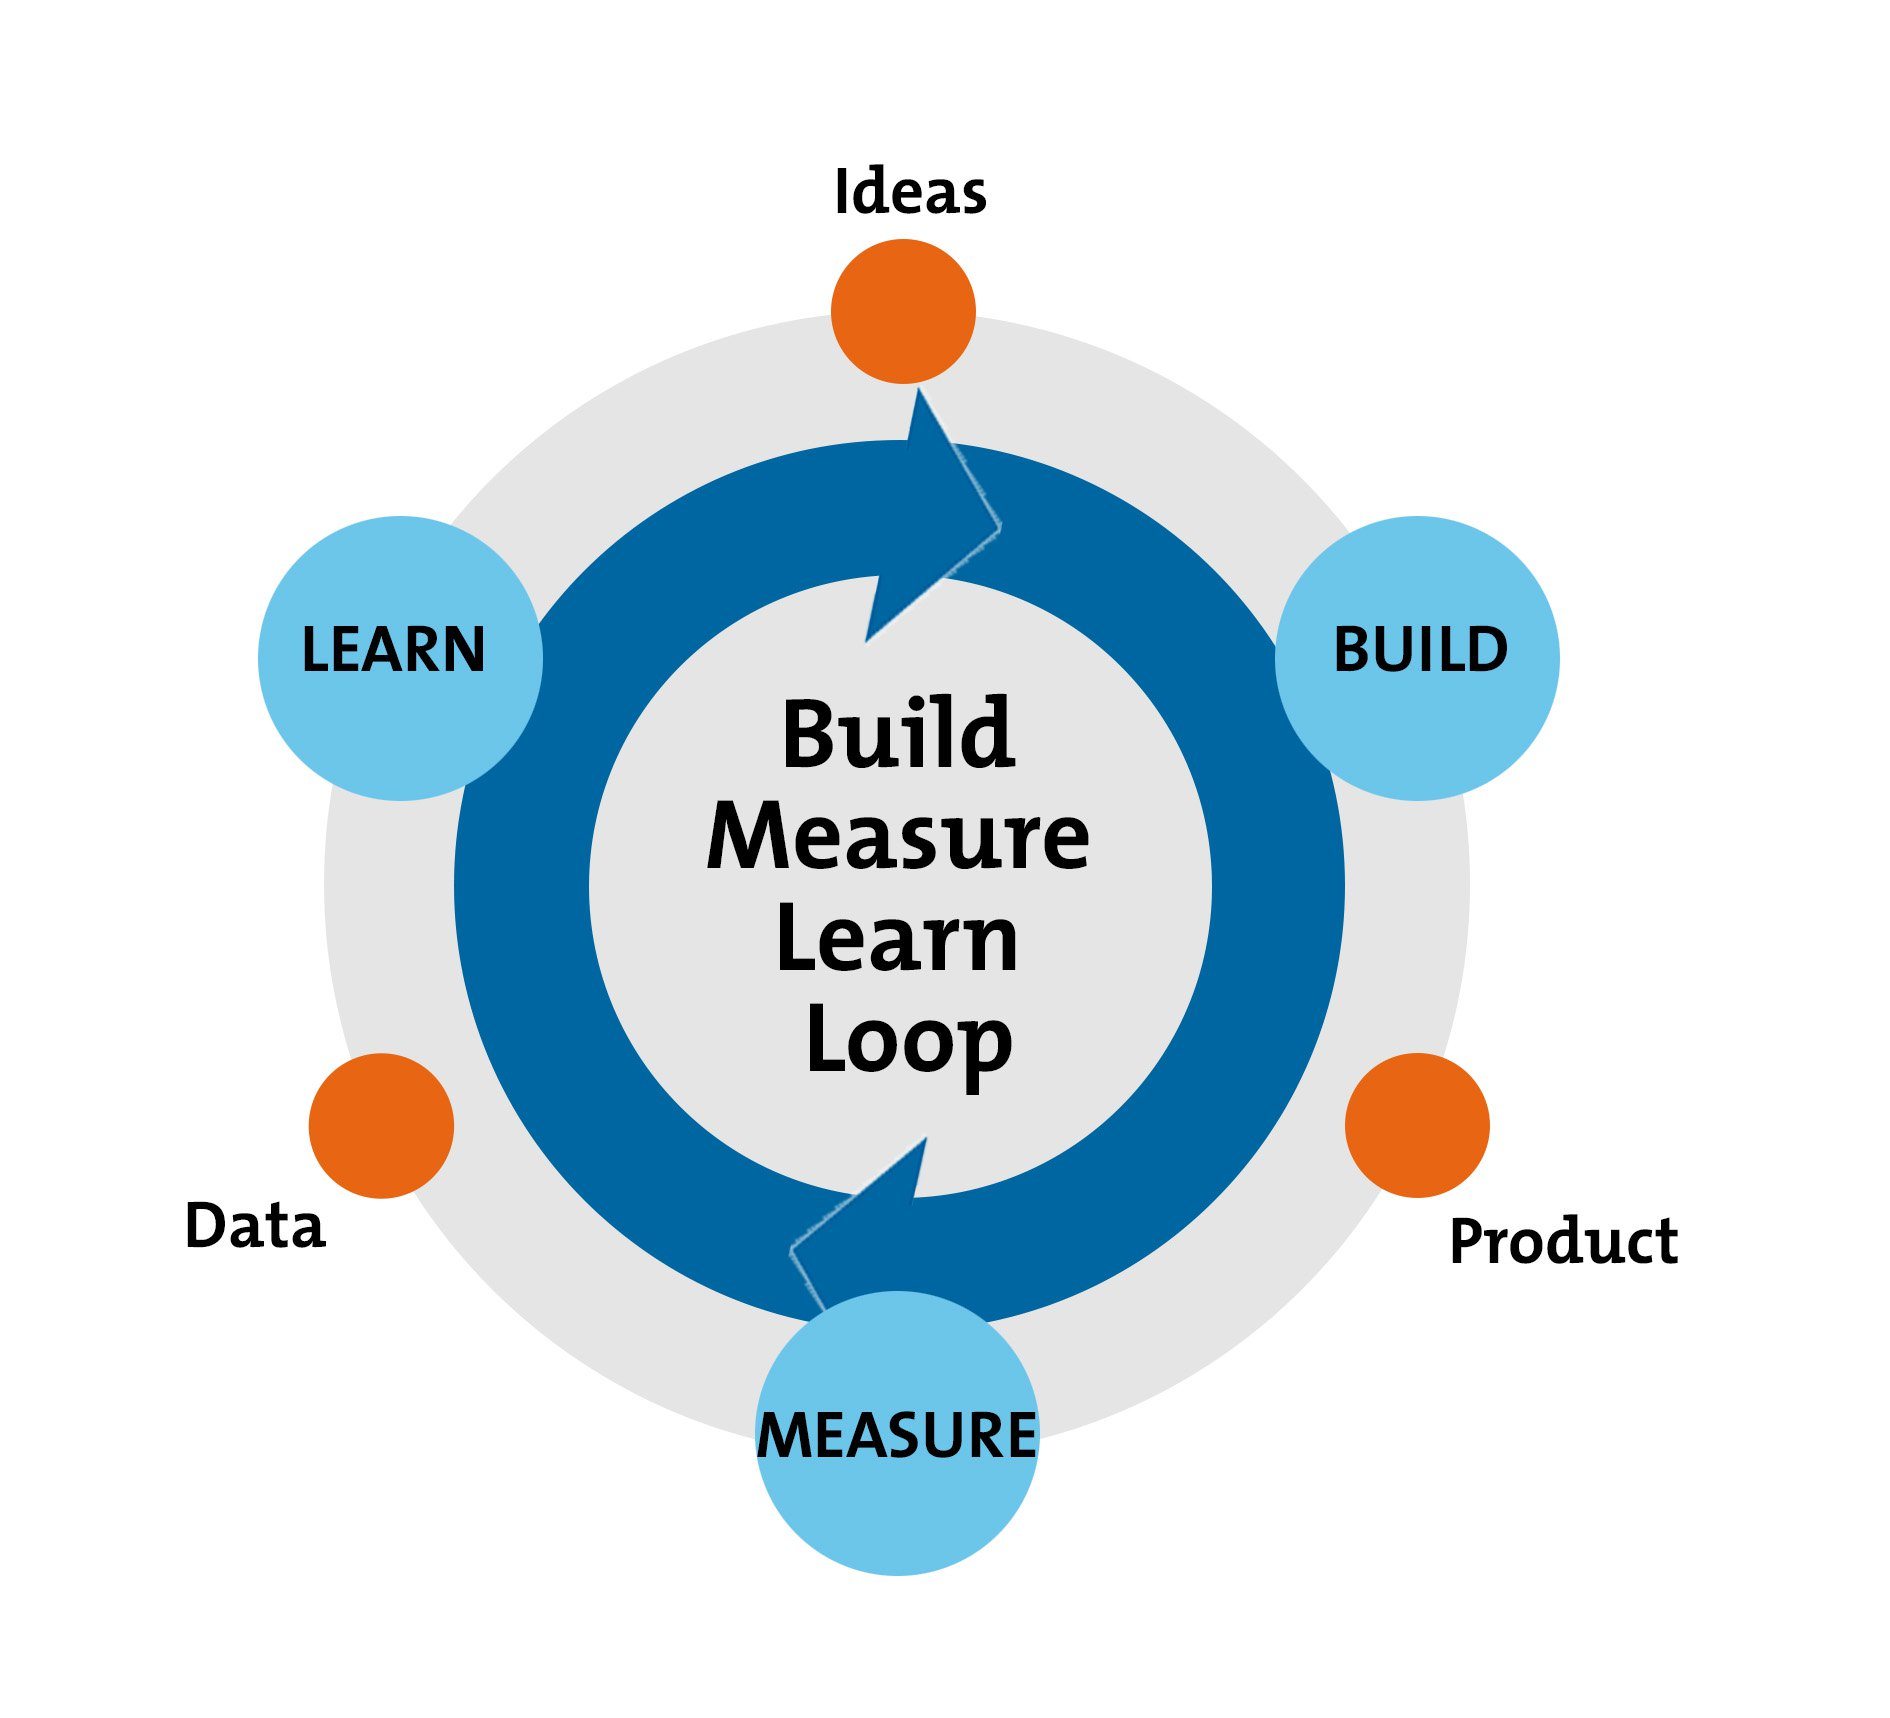 Ideas
LEARN
BUILD
Build
Measure
Learn
Loop
Data
Product
MEASURE